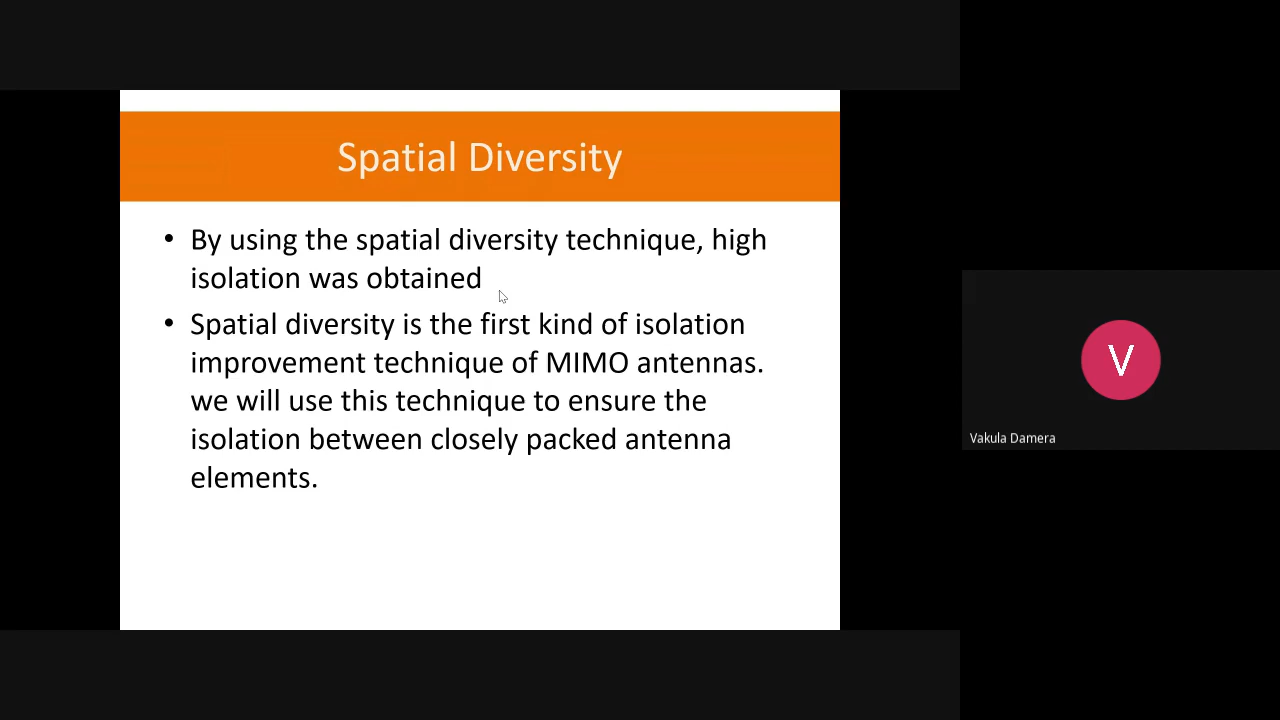 Spatial Diversity
• By using the spatial diversity technique, high
isolation was obtained
• Spatial diversity is the first kind of isolation
improvement technique of MIMO antennas.
we will use this technique to ensure the
isolation between closely packed antenna
elements.
V
Vakula Damera